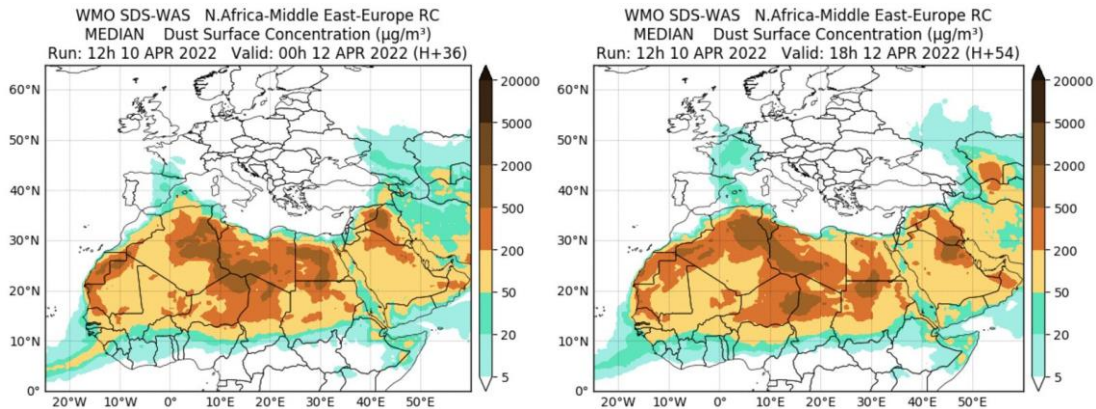 WMO SDS-WAS N.Africa-Middle East-Europe RC
MEDIAN Dust Surface Concentration (µg/m³)
Run: 12h 10 APR 2022 Valid: 00h 12 APR 2022 (H+36)
60°N
50°N
40°N
30°N
20°N
10°N
0°
20°W
10°W
0°E
10°E
20°E
30°E
40°E
50°E
20000
5000
2000
500
200
50
20
5
WMO SDS-WAS N.Africa-Middle East-Europe RC
MEDIAN Dust Surface Concentration (µg/m³)
Run: 12h 10 APR 2022 Valid: 18h 12 APR 2022 (H+54)
60°N
50°N
40°N
30°N
20°N
10°N
0°
20°W
10°W
0°E
10°E
20°E
30°E
40°E
50°E
20000
5000
2000
500
200
50
20
5